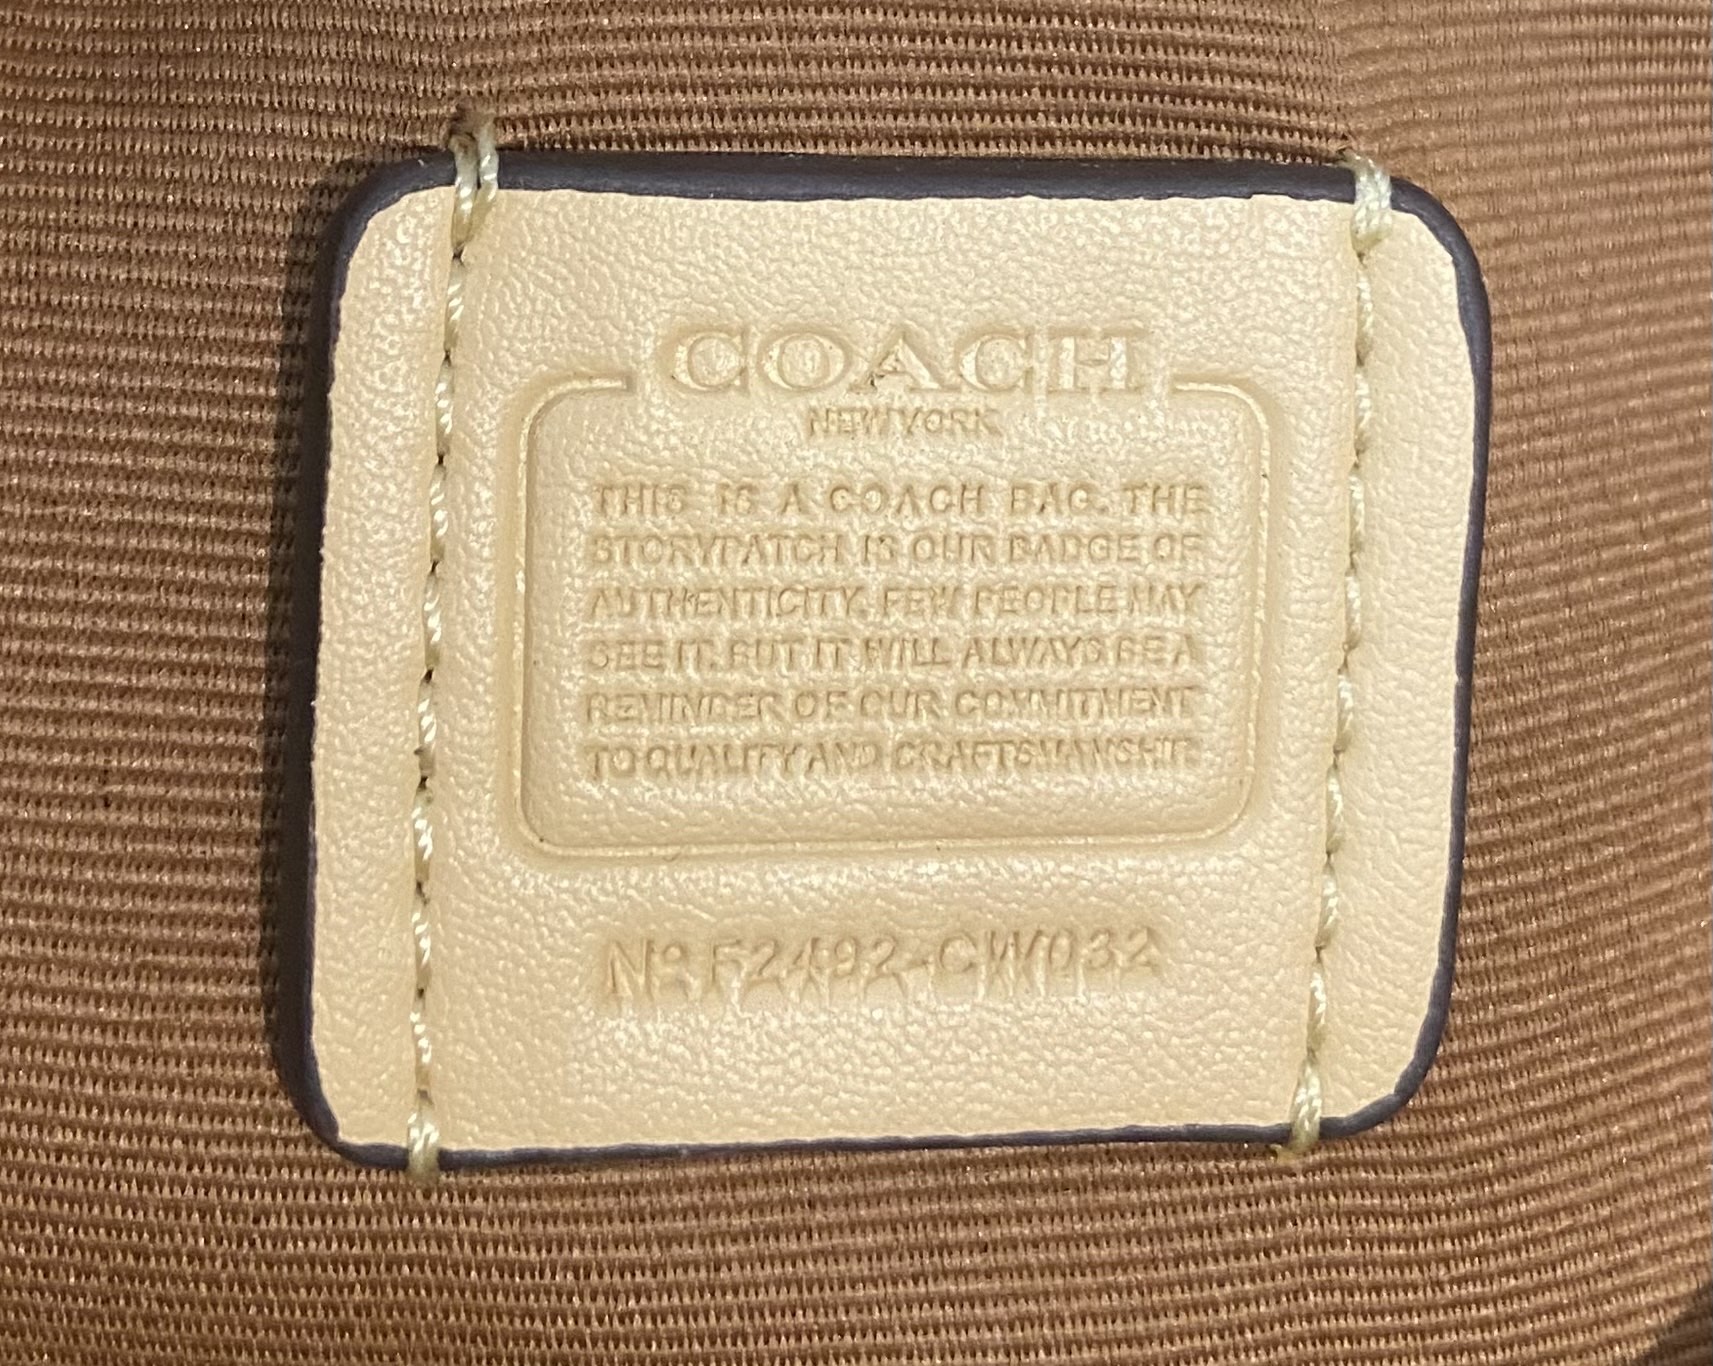 COACH
NEW YORK
THIS IS A COACH BAG. THE
STORYPATCH IS OUR BADGE OF
AUTHENTICITY. FEW PEOPLE MAY
SEE IT. BUT IT WILL ALWAYS BE A
REMINDER OF OUR COMMITMENT
TO QUALITY AND CRAFTSMANSHIP.
No F2492-CW032